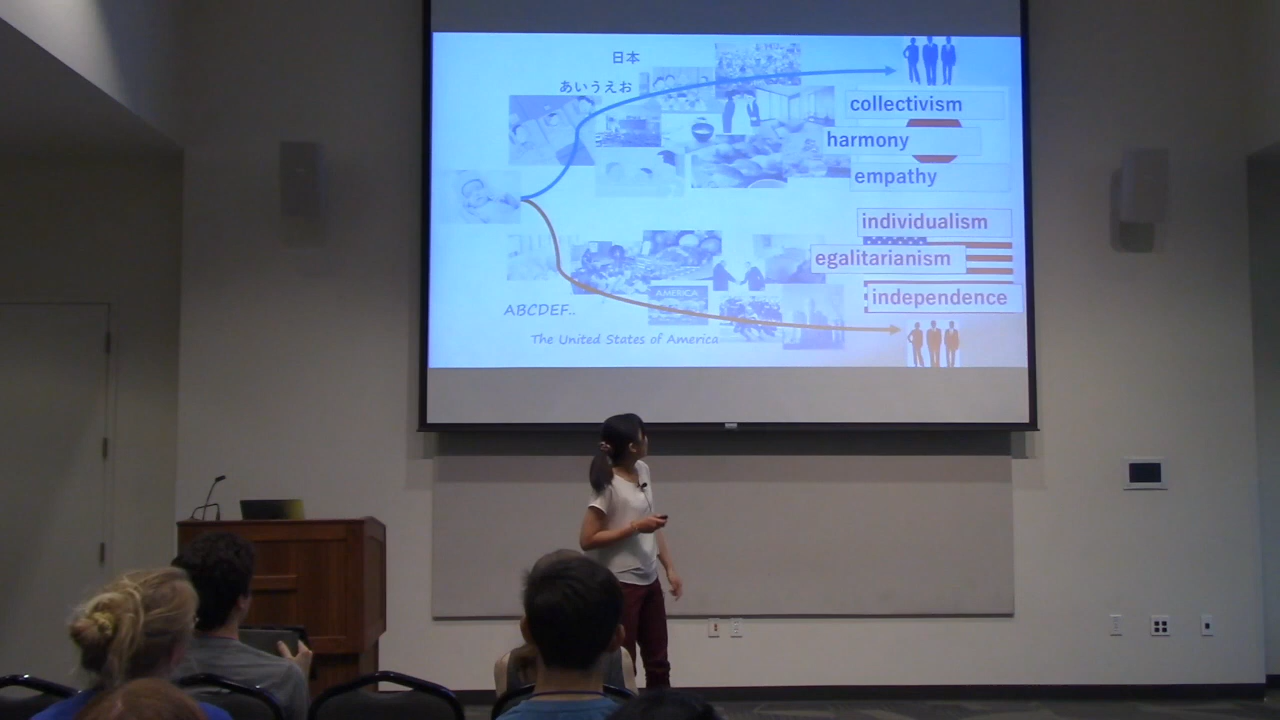 日本
あいうえお
collectivism
harmony
empathy
individualism
egalitarianism
AMERICA
independence
ABCDEF..
The United States of America